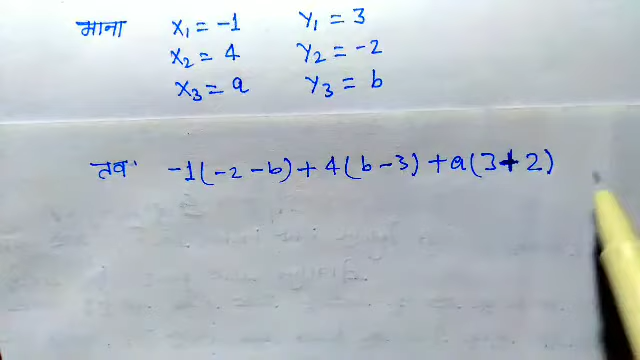 माना x₁ = -1 y₁ = 3
x₂ = 4 y₂ = -2
x₃ = a y₃ = b
तब -1(-2-b)+4(b-3)+a(3+2)